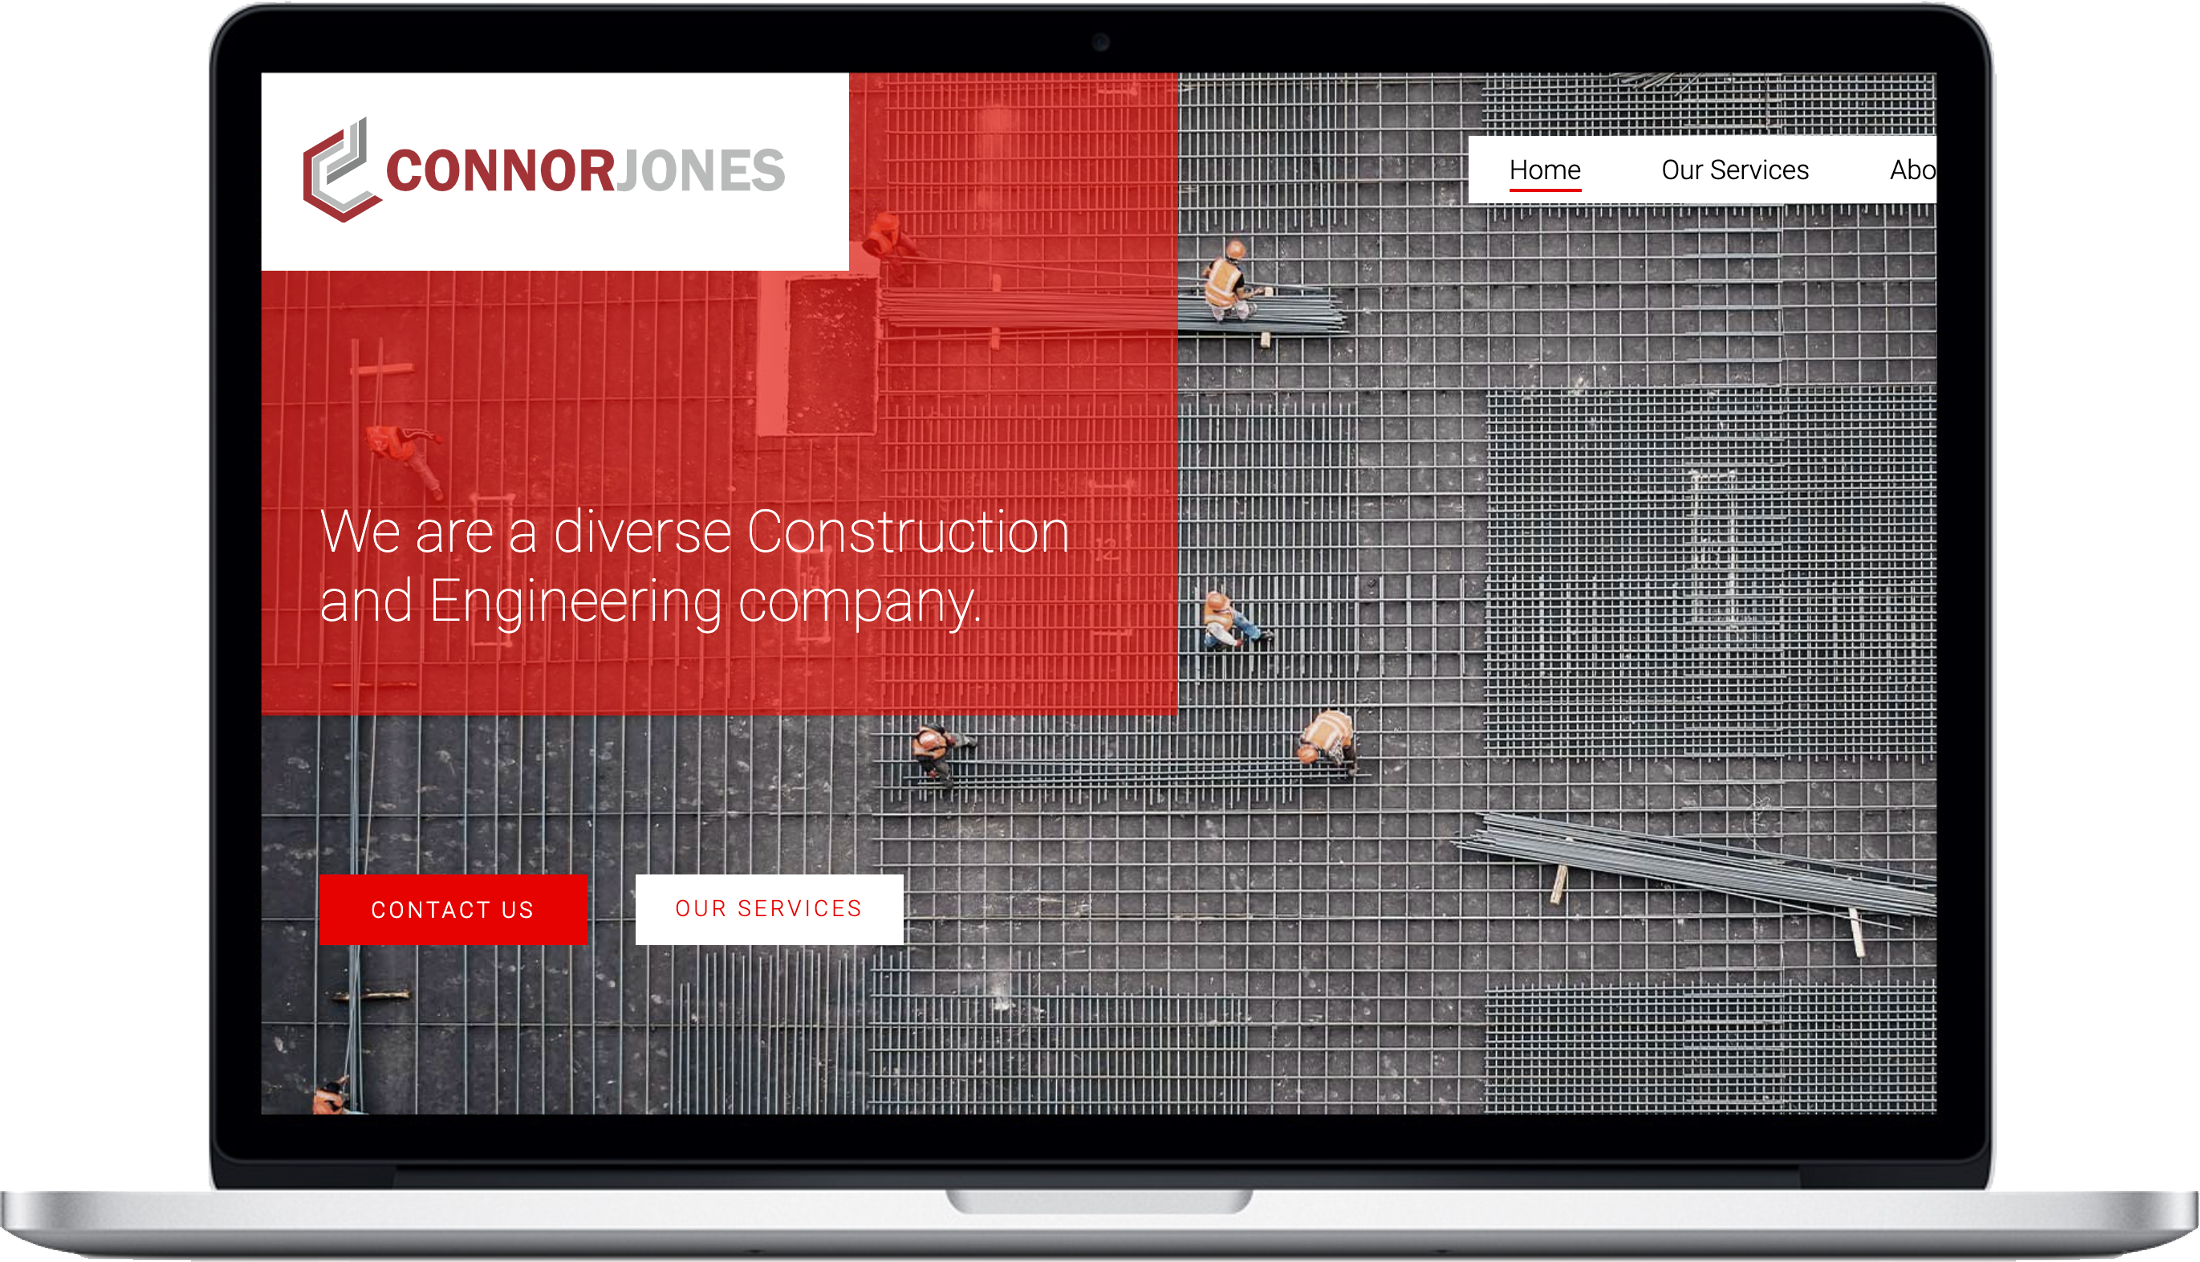 CONNORJONES
Home Our Services Abo
We are a diverse Construction
and Engineering company.
CONTACT US
OUR SERVICES